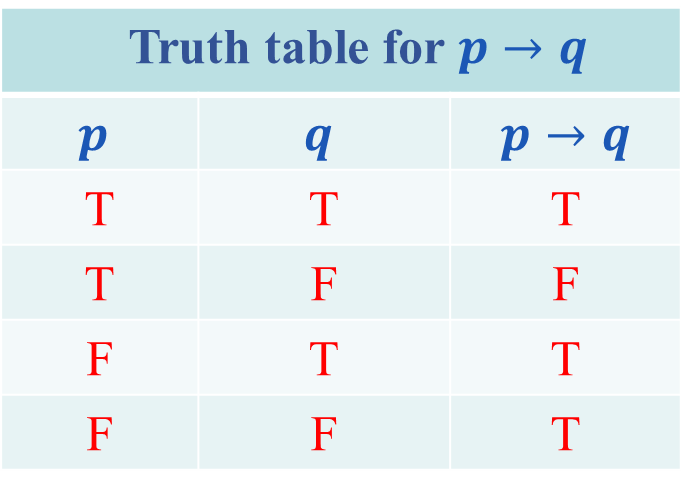 Truth table for p → q
p q p → q
T T T
T F F
F T T
F F T